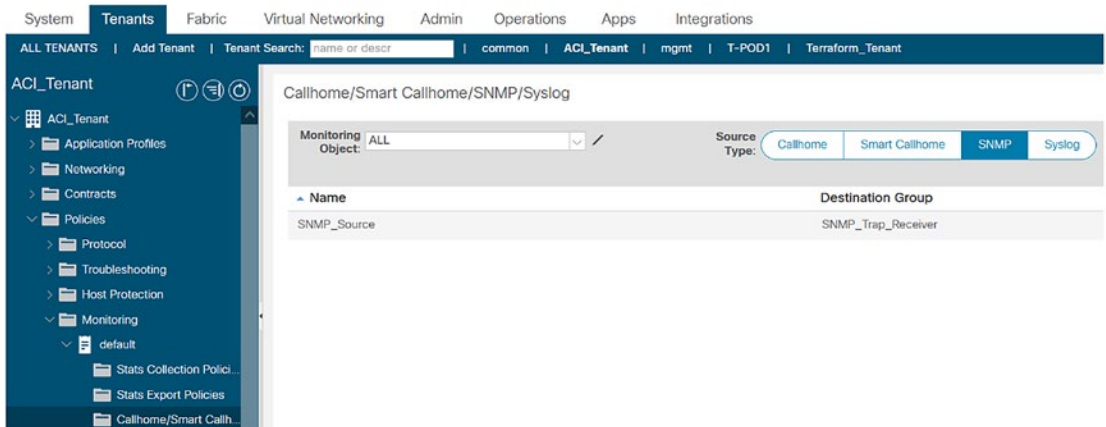 System Tenants Fabric Virtual Networking Admin Operations Apps Integrations
ALL TENANTS | Add Tenant | Tenant Search: name or descr | common | ACI_Tenant | mgmt | T-POD1 | Terraform_Tenant
ACI_Tenant
ACI_Tenant
Application Profiles
Networking
Contracts
Policies
Protocol
Troubleshooting
Host Protection
Monitoring
default
Stats Collection Polici...
Stats Export Policies
Callhome/Smart Callh...
Callhome/Smart Callhome/SNMP/Syslog
Monitoring Object: ALL
Source Type: Callhome Smart Callhome SNMP Syslog
Name Destination Group
SNMP_Source SNMP_Trap_Receiver